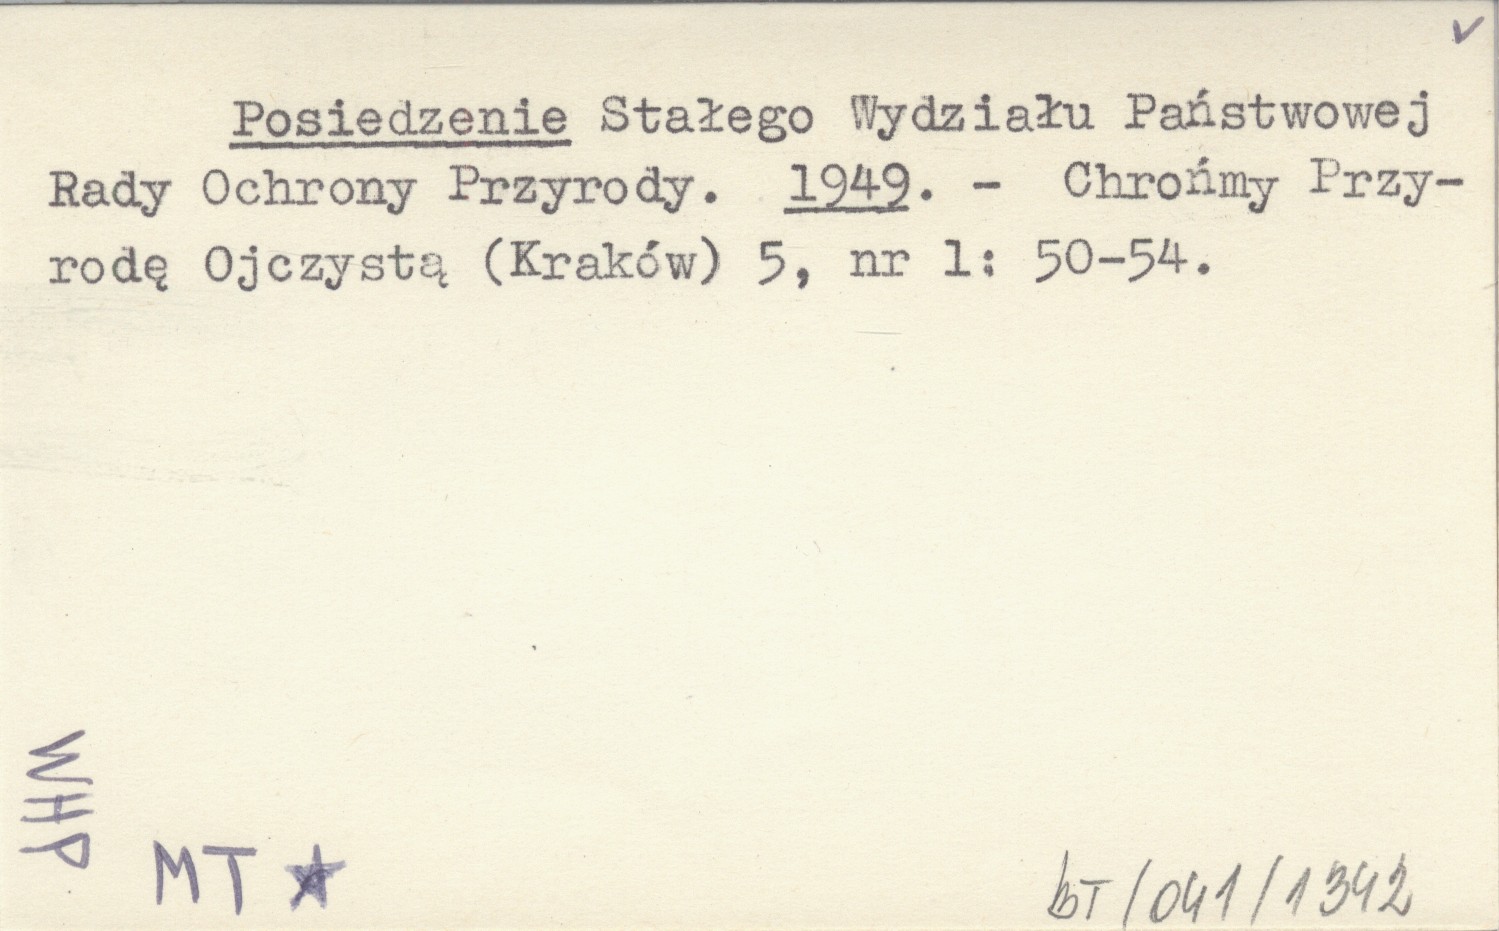 Posiedzenie Stałego Wydziału Państwowej
Rady Ochrony Przyrody. 1949. - Chrońmy Przy-
rodę Ojczystą (Kraków) 5, nr 1: 50-54.
WHP
MT
bT/041/1342